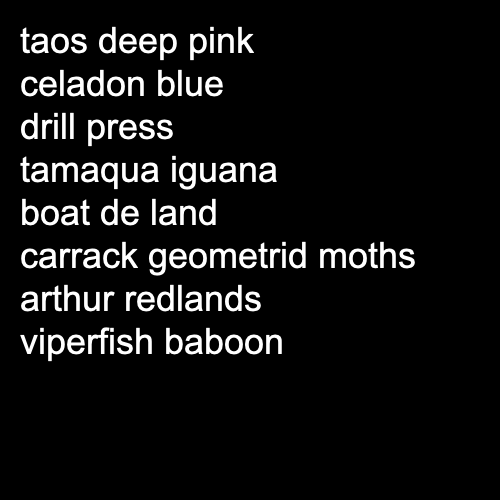 taos deep pink
celadon blue
drill press
tamaqua iguana
boat de land
carrack geometrid moths
arthur redlands
viperfish baboon